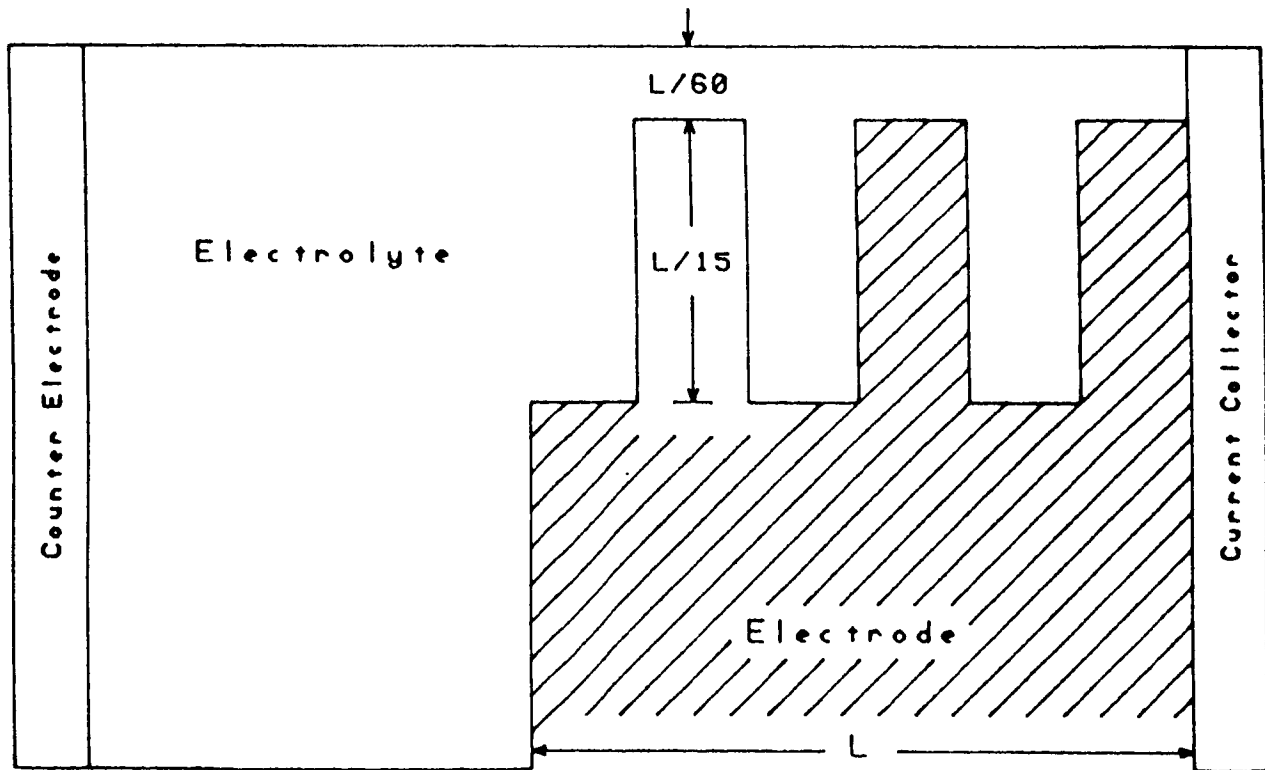 L/60
Electrolyte
L/15
Counter Electrode
Current Collector
Electrode
L